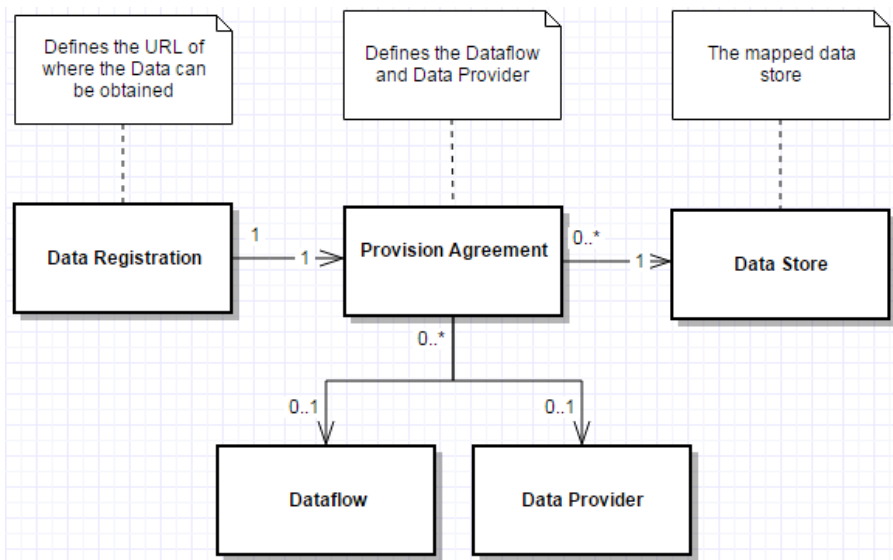 Defines the URL of
where the Data can
be obtained
Defines the Dataflow
and Data Provider
The mapped data
store
Data Registration
1
1
Provision Agreement
0..*
1
Data Store
0..*
0..1
0..1
Dataflow
Data Provider